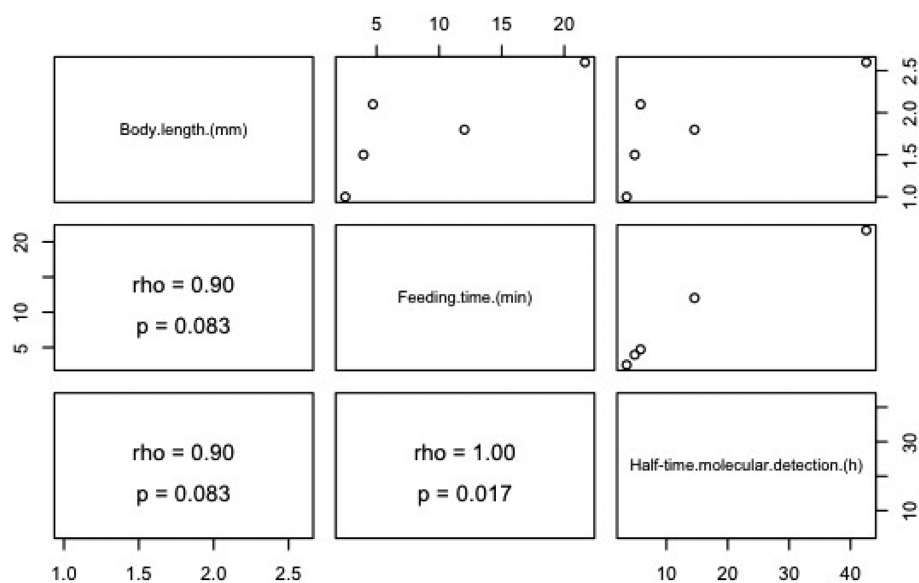 5 10 15 20
Body.length.(mm)
1.0 1.5 2.0 2.5
5 10 20
rho = 0.90
p = 0.083
Feeding.time.(min)
rho = 0.90
p = 0.083
rho = 1.00
p = 0.017
Half-time.molecular.detection.(h)
10 30
1.0 1.5 2.0 2.5
10 20 30 40